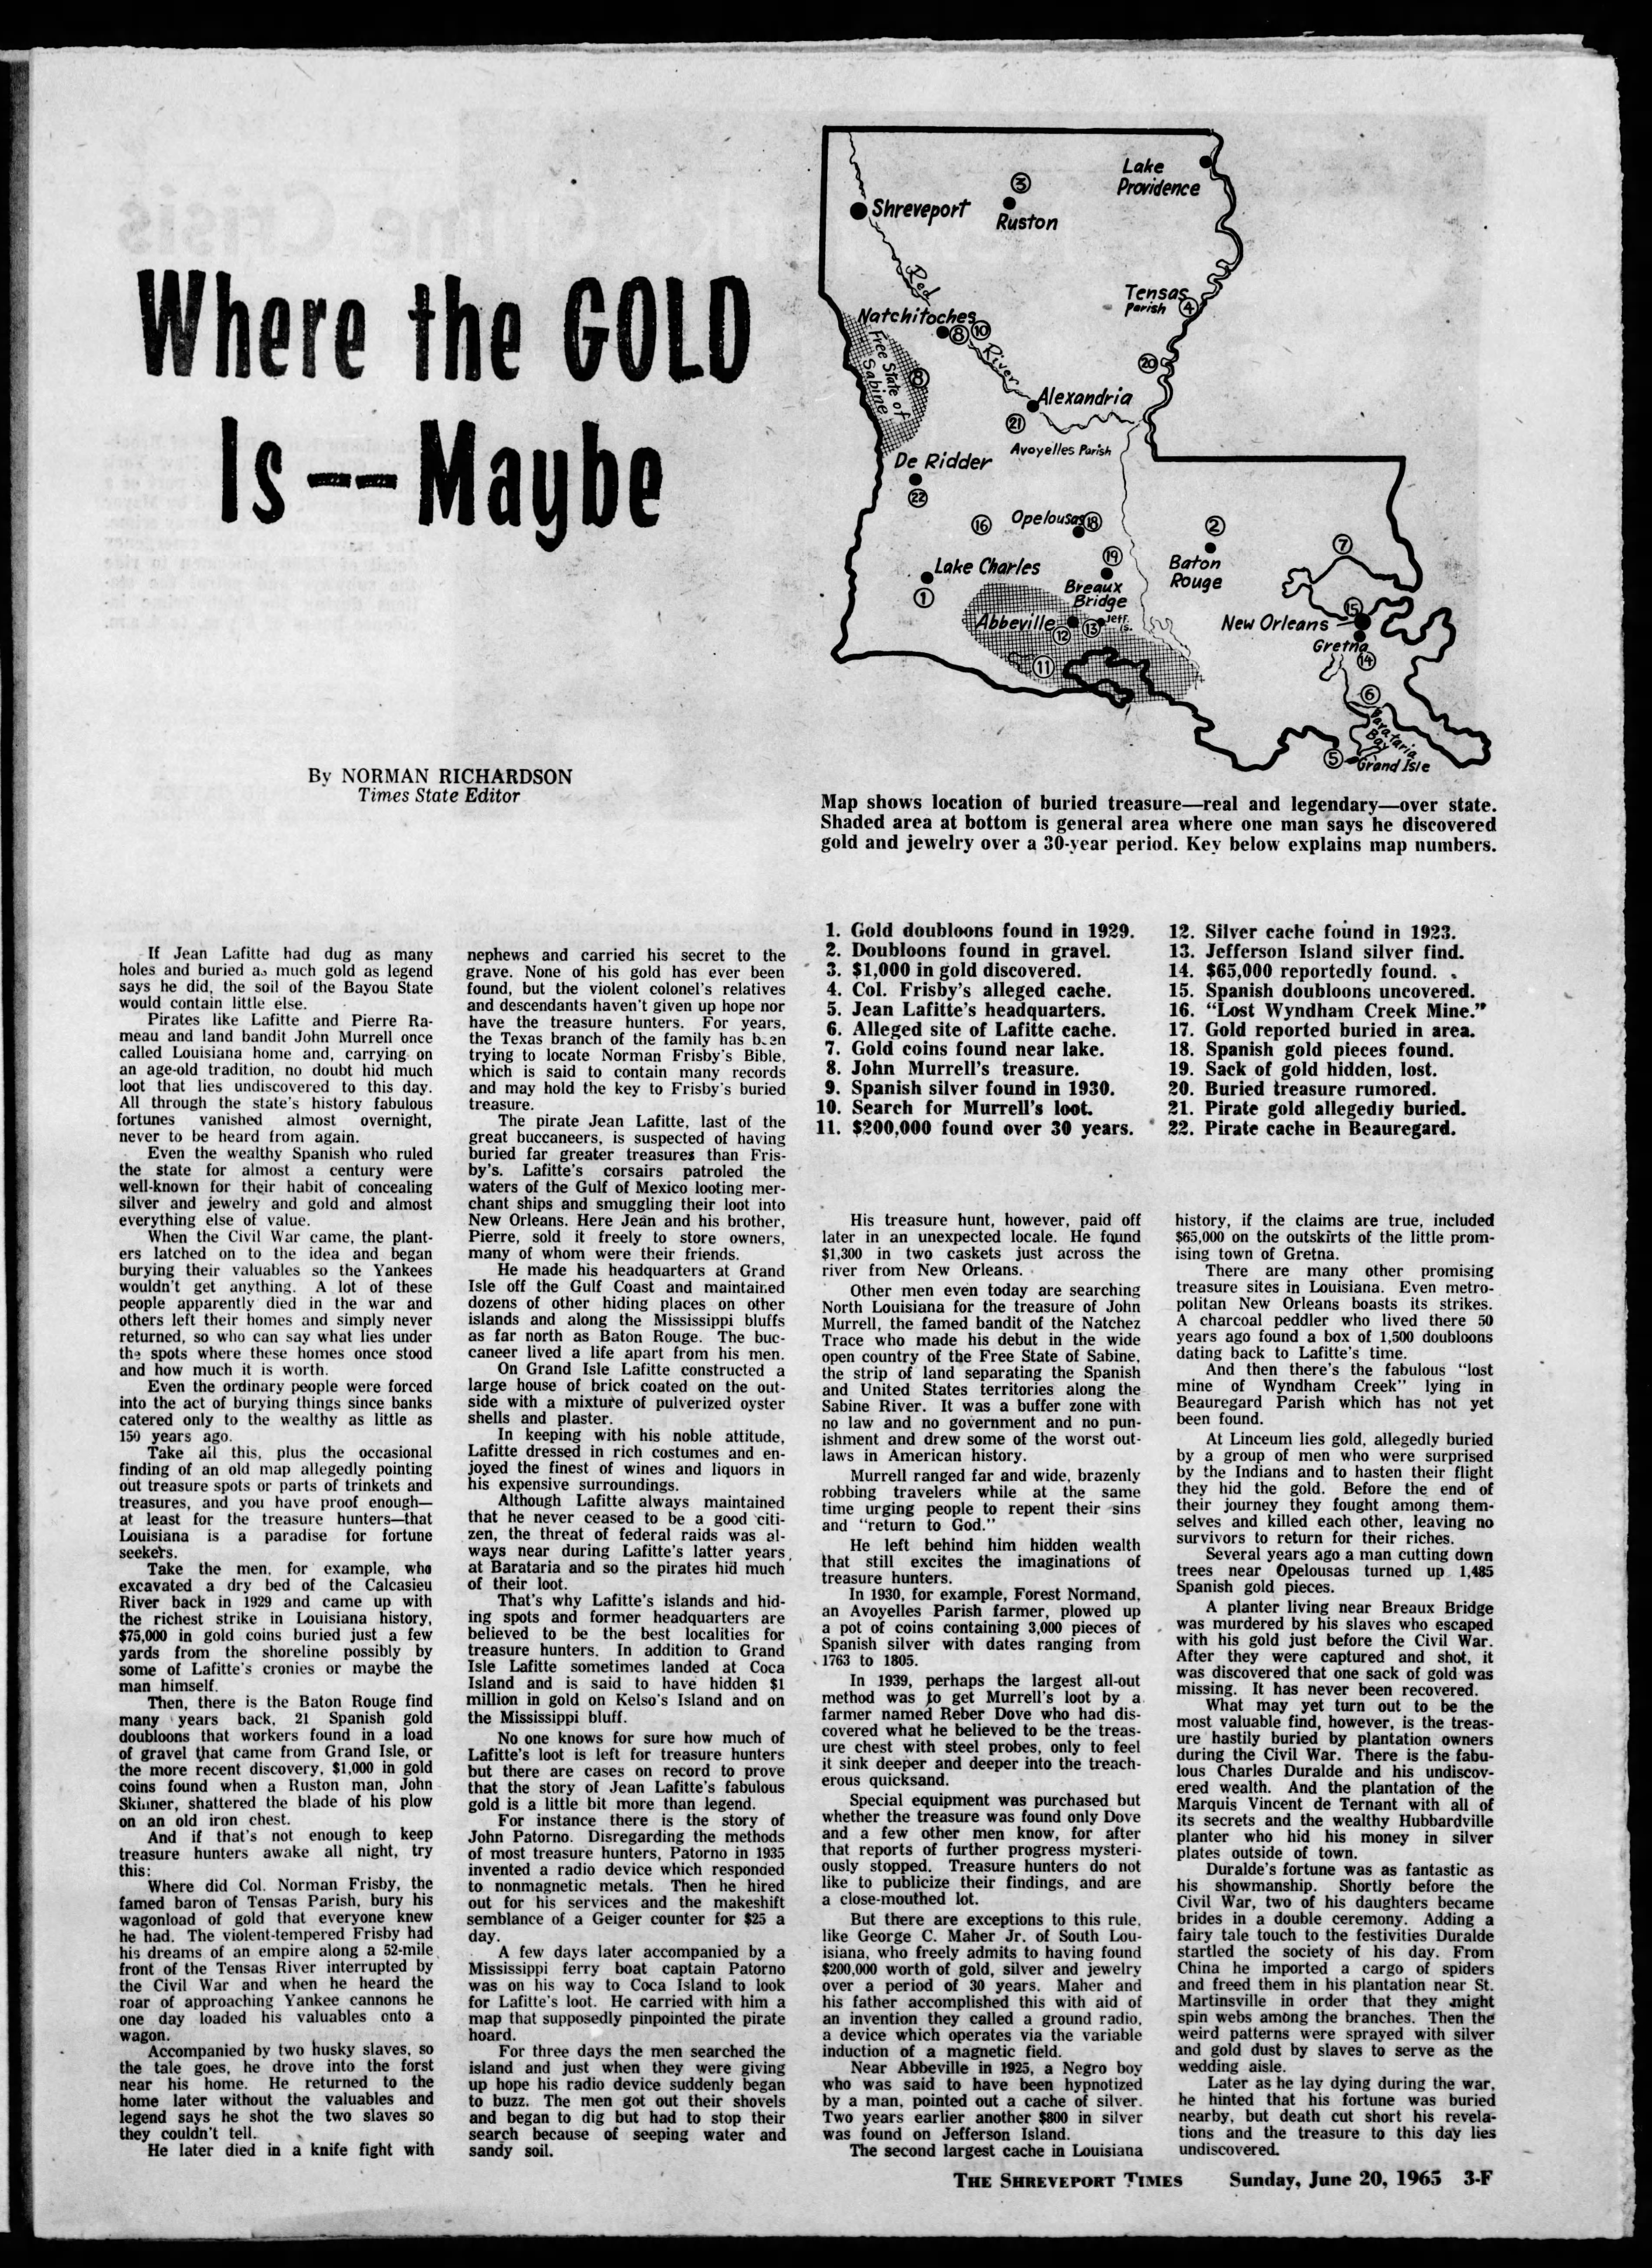 Where the GOLD
Is -- Maybe
By NORMAN RICHARDSON
Times State Editor
Lake
Providence
3
Shreveport
Ruston
Red
Tensas
Parish 4
Natchitoches
8 10
River
Free State of
Sabine
8
20
Alexandria
21
Avoyelles Parish
De Ridder
22
16
Opelousas 18
2
7
19
Baton
Rouge
Lake Charles
1
Breaux
Bridge
15
Abbeville
12
13
Jeff.
Is.
New Orleans
Gretna
14
11
6
Barataria
Bay
5
Grand Isle
Map shows location of buried treasure—real and legendary—over state.
Shaded area at bottom is general area where one man says he discovered
gold and jewelry over a 30-year period. Key below explains map numbers.
1. Gold doubloons found in 1929.
2. Doubloons found in gravel.
3. $1,000 in gold discovered.
4. Col. Frisby's alleged cache.
5. Jean Lafitte's headquarters.
6. Alleged site of Lafitte cache.
7. Gold coins found near lake.
8. John Murrell's treasure.
9. Spanish silver found in 1930.
10. Search for Murrell's loot.
11. $200,000 found over 30 years.
12. Silver cache found in 1923.
13. Jefferson Island silver find.
14. $65,000 reportedly found.
15. Spanish doubloons uncovered.
16. "Lost Wyndham Creek Mine."
17. Gold reported buried in area.
18. Spanish gold pieces found.
19. Sack of gold hidden, lost.
20. Buried treasure rumored.
21. Pirate gold allegedly buried.
22. Pirate cache in Beauregard.
If Jean Lafitte had dug as many
holes and buried as much gold as legend
says he did, the soil of the Bayou State
would contain little else.
Pirates like Lafitte and Pierre Ra-
meau and land bandit John Murrell once
called Louisiana home and, carrying on
an age-old tradition, no doubt hid much
loot that lies undiscovered to this day.
All through the state's history fabulous
fortunes vanished almost overnight,
never to be heard from again.
Even the wealthy Spanish who ruled
the state for almost a century were
well-known for their habit of concealing
silver and jewelry and gold and almost
everything else of value.
When the Civil War came, the plant-
ers latched on to the idea and began
burying their valuables so the Yankees
wouldn't get anything. A lot of these
people apparently died in the war and
others left their homes and simply never
returned, so who can say what lies under
the spots where these homes once stood
and how much it is worth.
Even the ordinary people were forced
into the act of burying things since banks
catered only to the wealthy as little as
150 years ago.
Take all this, plus the occasional
finding of an old map allegedly pointing
out treasure spots or parts of trinkets and
treasures, and you have proof enough—
at least for the treasure hunters—that
Louisiana is a paradise for fortune
seekers.
Take the men, for example, who
excavated a dry bed of the Calcasieu
River back in 1929 and came up with
the richest strike in Louisiana history,
$75,000 in gold coins buried just a few
yards from the shoreline possibly by
some of Lafitte's cronies or maybe the
man himself.
Then, there is the Baton Rouge find
many years back, 21 Spanish gold
doubloons that workers found in a load
of gravel that came from Grand Isle, or
the more recent discovery, $1,000 in gold
coins found when a Ruston man, John
Skinner, shattered the blade of his plow
on an old iron chest.
And if that's not enough to keep
treasure hunters awake all night, try
this:
Where did Col. Norman Frisby, the
famed baron of Tensas Parish, bury his
wagonload of gold that everyone knew
he had. The violent-tempered Frisby had
his dreams of an empire along a 52-mile
front of the Tensas River interrupted by
the Civil War and when he heard the
roar of approaching Yankee cannons he
one day loaded his valuables onto a
wagon.
Accompanied by two husky slaves, so
the tale goes, he drove into the forst
near his home. He returned to the
home later without the valuables and
legend says he shot the two slaves so
they couldn't tell.
He later died in a knife fight with
nephews and carried his secret to the
grave. None of his gold has ever been
found, but the violent colonel's relatives
and descendants haven't given up hope nor
have the treasure hunters. For years,
the Texas branch of the family has been
trying to locate Norman Frisby's Bible,
which is said to contain many records
and may hold the key to Frisby's buried
treasure.
The pirate Jean Lafitte, last of the
great buccaneers, is suspected of having
buried far greater treasures than Fris-
by's. Lafitte's corsairs patroled the
waters of the Gulf of Mexico looting mer-
chant ships and smuggling their loot into
New Orleans. Here Jean and his brother,
Pierre, sold it freely to store owners,
many of whom were their friends.
He made his headquarters at Grand
Isle off the Gulf Coast and maintained
dozens of other hiding places on other
islands and along the Mississippi bluffs
as far north as Baton Rouge. The buc-
caneer lived a life apart from his men.
On Grand Isle Lafitte constructed a
large house of brick coated on the out-
side with a mixture of pulverized oyster
shells and plaster.
In keeping with his noble attitude,
Lafitte dressed in rich costumes and en-
joyed the finest of wines and liquors in
his expensive surroundings.
Although Lafitte always maintained
that he never ceased to be a good citi-
zen, the threat of federal raids was al-
ways near during Lafitte's latter years
at Barataria and so the pirates hid much
of their loot.
That's why Lafitte's islands and hid-
ing spots and former headquarters are
believed to be the best localities for
treasure hunters. In addition to Grand
Isle Lafitte sometimes landed at Coca
Island and is said to have hidden $1
million in gold on Kelso's Island and on
the Mississippi bluff.
No one knows for sure how much of
Lafitte's loot is left for treasure hunters
but there are cases on record to prove
that the story of Jean Lafitte's fabulous
gold is a little bit more than legend.
For instance there is the story of
John Patorno. Disregarding the methods
of most treasure hunters, Patorno in 1935
invented a radio device which responded
to nonmagnetic metals. Then he hired
out for his services and the makeshift
semblance of a Geiger counter for $25 a
day.
A few days later accompanied by a
Mississippi ferry boat captain Patorno
was on his way to Coca Island to look
for Lafitte's loot. He carried with him a
map that supposedly pinpointed the pirate
hoard.
For three days the men searched the
island and just when they were giving
up hope his radio device suddenly began
to buzz. The men got out their shovels
and began to dig but had to stop their
search because of seeping water and
sandy soil.
His treasure hunt, however, paid off
later in an unexpected locale. He found
$1,300 in two caskets just across the
river from New Orleans.
Other men even today are searching
North Louisiana for the treasure of John
Murrell, the famed bandit of the Natchez
Trace who made his debut in the wide
open country of the Free State of Sabine,
the strip of land separating the Spanish
and United States territories along the
Sabine River. It was a buffer zone with
no law and no government and no pun-
ishment and drew some of the worst out-
laws in American history.
Murrell ranged far and wide, brazenly
robbing travelers while at the same
time urging people to repent their sins
and "return to God."
He left behind him hidden wealth
that still excites the imaginations of
treasure hunters.
In 1930, for example, Forest Normand,
an Avoyelles Parish farmer, plowed up
a pot of coins containing 3,000 pieces of
Spanish silver with dates ranging from
1763 to 1805.
In 1939, perhaps the largest all-out
method was to get Murrell's loot by a
farmer named Reber Dove who had dis-
covered what he believed to be the treas-
ure chest with steel probes, only to feel
it sink deeper and deeper into the treach-
erous quicksand.
Special equipment was purchased but
whether the treasure was found only Dove
and a few other men know, for after
that reports of further progress mysteri-
ously stopped. Treasure hunters do not
like to publicize their findings, and are
a close-mouthed lot.
But there are exceptions to this rule,
like George C. Maher Jr. of South Lou-
isiana, who freely admits to having found
$200,000 worth of gold, silver and jewelry
over a period of 30 years. Maher and
his father accomplished this with aid of
an invention they called a ground radio,
a device which operates via the variable
induction of a magnetic field.
Near Abbeville in 1925, a Negro boy
who was said to have been hypnotized
by a man, pointed out a cache of silver.
Two years earlier another $800 in silver
was found on Jefferson Island.
The second largest cache in Louisiana
history, if the claims are true, included
$65,000 on the outskirts of the little prom-
ising town of Gretna.
There are many other promising
treasure sites in Louisiana. Even metro-
politan New Orleans boasts its strikes.
A charcoal peddler who lived there 50
years ago found a box of 1,500 doubloons
dating back to Lafitte's time.
And then there's the fabulous "lost
mine of Wyndham Creek" lying in
Beauregard Parish which has not yet
been found.
At Linceum lies gold, allegedly buried
by a group of men who were surprised
by the Indians and to hasten their flight
they hid the gold. Before the end of
their journey they fought among them-
selves and killed each other, leaving no
survivors to return for their riches.
Several years ago a man cutting down
trees near Opelousas turned up 1,485
Spanish gold pieces.
A planter living near Breaux Bridge
was murdered by his slaves who escaped
with his gold just before the Civil War.
After they were captured and shot, it
was discovered that one sack of gold was
missing. It has never been recovered.
What may yet turn out to be the
most valuable find, however, is the treas-
ure hastily buried by plantation owners
during the Civil War. There is the fabu-
lous Charles Duralde and his undiscov-
ered wealth. And the plantation of the
Marquis Vincent de Ternant with all of
its secrets and the wealthy Hubbardville
planter who hid his money in silver
plates outside of town.
Duralde's fortune was as fantastic as
his showmanship. Shortly before the
Civil War, two of his daughters became
brides in a double ceremony. Adding a
fairy tale touch to the festivities Duralde
startled the society of his day. From
China he imported a cargo of spiders
and freed them in his plantation near St.
Martinsville in order that they might
spin webs among the branches. Then the
weird patterns were sprayed with silver
and gold dust by slaves to serve as the
wedding aisle.
Later as he lay dying during the war,
he hinted that his fortune was buried
nearby, but death cut short his revela-
tions and the treasure to this day lies
undiscovered.
THE SHREVEPORT TIMES Sunday, June 20, 1965 3-F